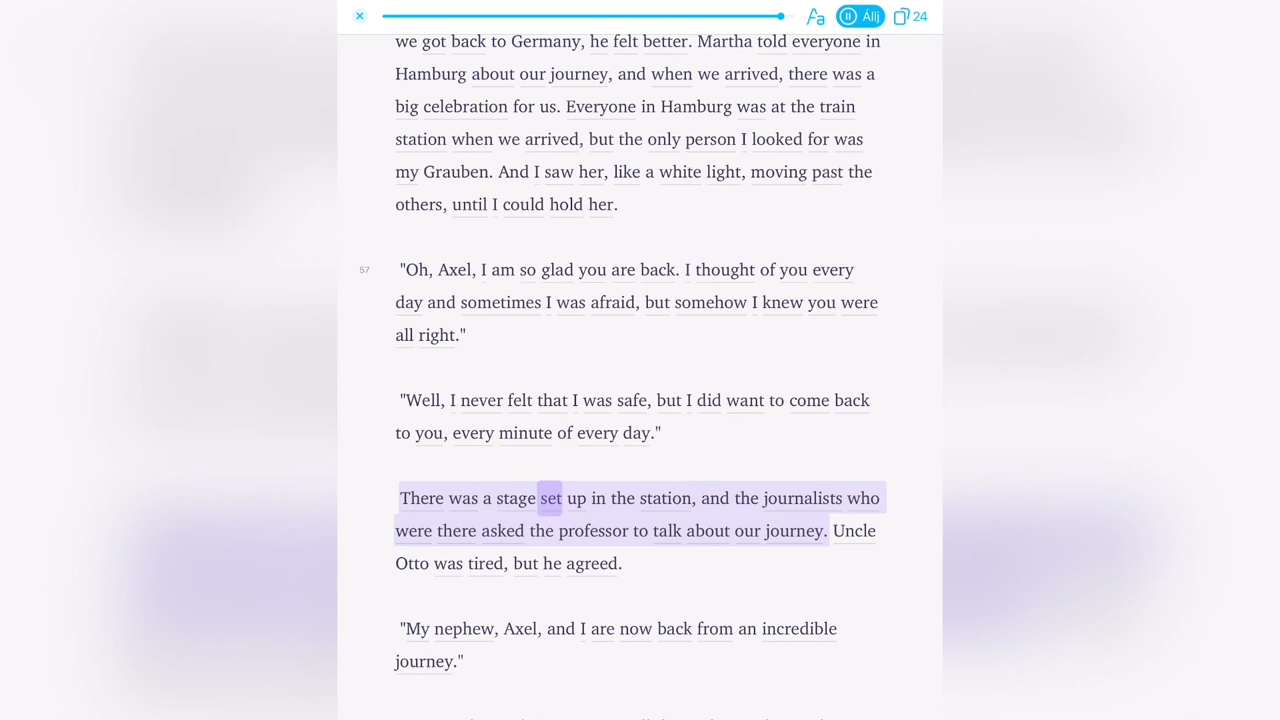 Állj
24
we got back to Germany, he felt better. Martha told everyone in
Hamburg about our journey, and when we arrived, there was a
big celebration for us. Everyone in Hamburg was at the train
station when we arrived, but the only person I looked for was
my Grauben. And I saw her, like a white light, moving past the
others, until I could hold her.
57
"Oh, Axel, I am so glad you are back. I thought of you every
day and sometimes I was afraid, but somehow I knew you were
all right."
"Well, I never felt that I was safe, but I did want to come back
to you, every minute of every day."
There was a stage set up in the station, and the journalists who
were there asked the professor to talk about our journey. Uncle
Otto was tired, but he agreed.
"My nephew, Axel, and I are now back from an incredible
journey."